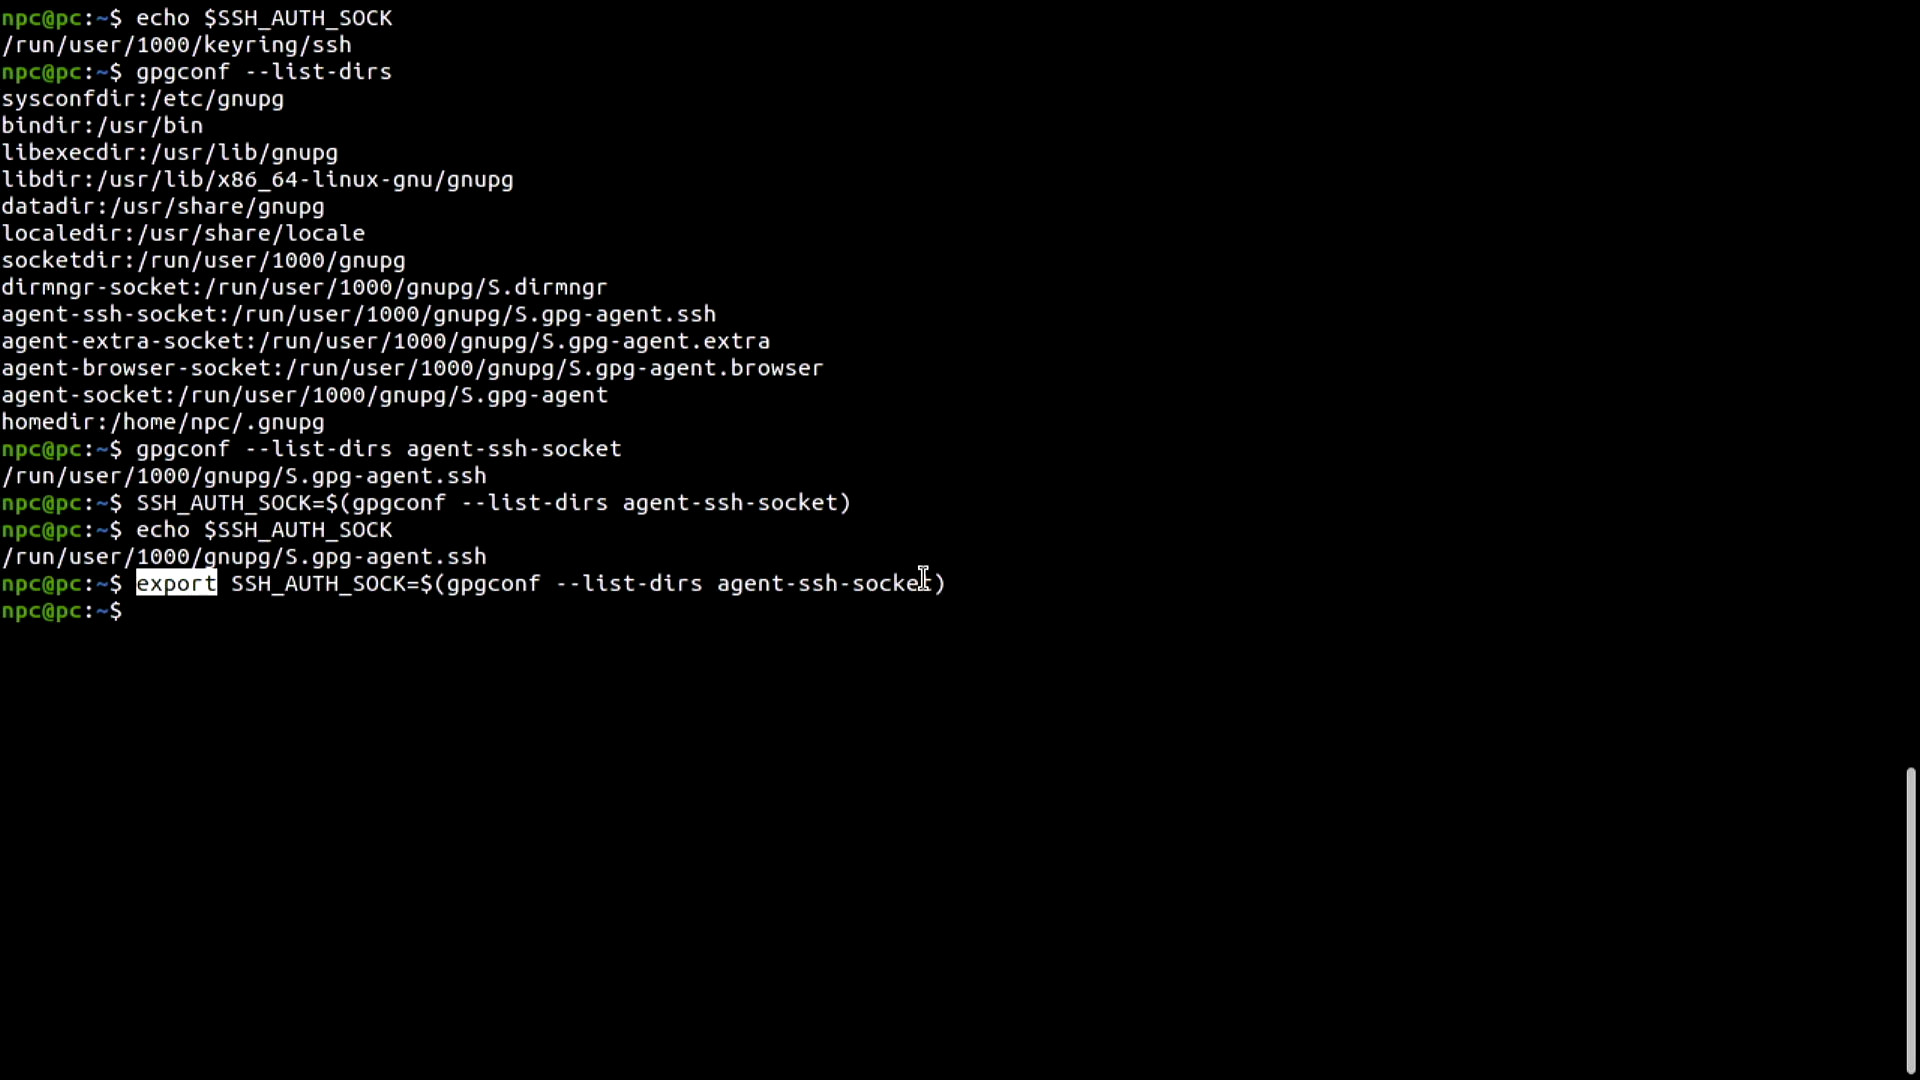 npc@pc:~$ echo $SSH_AUTH_SOCK
/run/user/1000/keyring/ssh
npc@pc:~$ gpgconf --list-dirs
sysconfdir:/etc/gnupg
bindir:/usr/bin
libexecdir:/usr/lib/gnupg
libdir:/usr/lib/x86_64-linux-gnu/gnupg
datadir:/usr/share/gnupg
localedir:/usr/share/locale
socketdir:/run/user/1000/gnupg
dirmngr-socket:/run/user/1000/gnupg/S.dirmngr
agent-ssh-socket:/run/user/1000/gnupg/S.gpg-agent.ssh
agent-extra-socket:/run/user/1000/gnupg/S.gpg-agent.extra
agent-browser-socket:/run/user/1000/gnupg/S.gpg-agent.browser
agent-socket:/run/user/1000/gnupg/S.gpg-agent
homedir:/home/npc/.gnupg
npc@pc:~$ gpgconf --list-dirs agent-ssh-socket
/run/user/1000/gnupg/S.gpg-agent.ssh
npc@pc:~$ SSH_AUTH_SOCK=$(gpgconf --list-dirs agent-ssh-socket)
npc@pc:~$ echo $SSH_AUTH_SOCK
/run/user/1000/gnupg/S.gpg-agent.ssh
npc@pc:~$ export SSH_AUTH_SOCK=$(gpgconf --list-dirs agent-ssh-socket)
npc@pc:~$